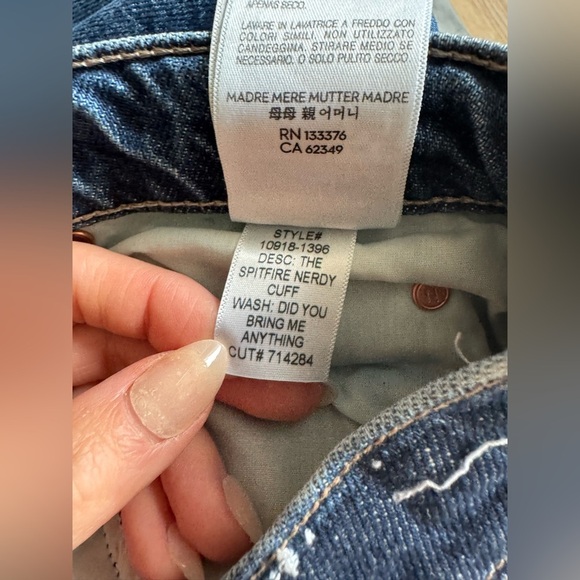 APENAS SECO.
LAVARE IN LAVATRICE A FREDDO CON
COLORI SIMILI. NON UTILIZZARE
CANDEGGINA. STIRARE MEDIO SE
NECESSARIO. O SOLO PULITO SECCO.
MADRE MERE MUTTER MADRE
母母 親 어머니
RN 133376
CA 62349
STYLE#
10918-1396
DESC: THE
SPITFIRE NERDY
CUFF
WASH: DID YOU
BRING ME
ANYTHING
CUT# 714284